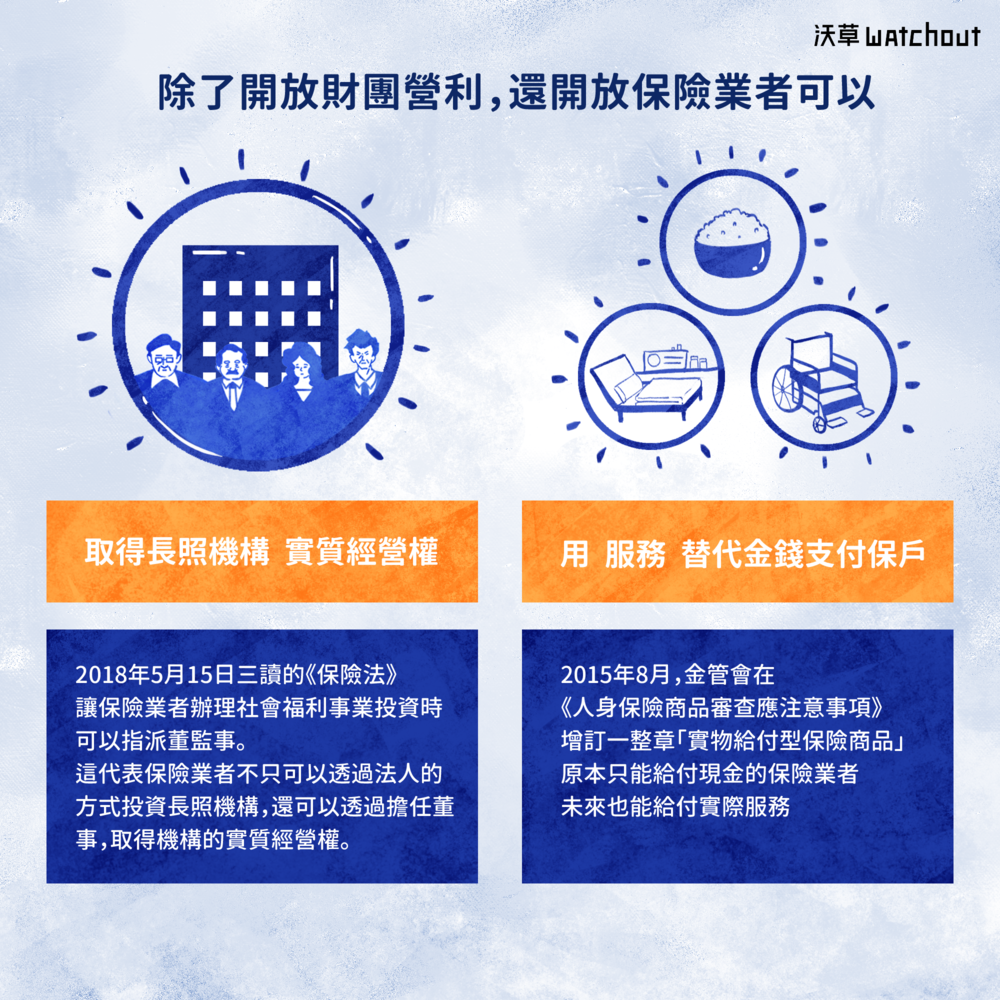 沃草 watchout
除了開放財團營利，還開放保險業者可以
取得長照機構 實質經營權
2018年5月15日三讀的《保險法》
讓保險業者辦理社會福利事業投資時
可以指派董監事。
這代表保險業者不只可以透過法人的
方式投資長照機構，還可以透過擔任董
事，取得機構的實質經營權。
用 服務 替代金錢支付保戶
2015年8月，金管會在
《人身保險商品審查應注意事項》
增訂一整章「實物給付型保險商品」
原本只能給付現金的保險業者
未來也能給付實際服務